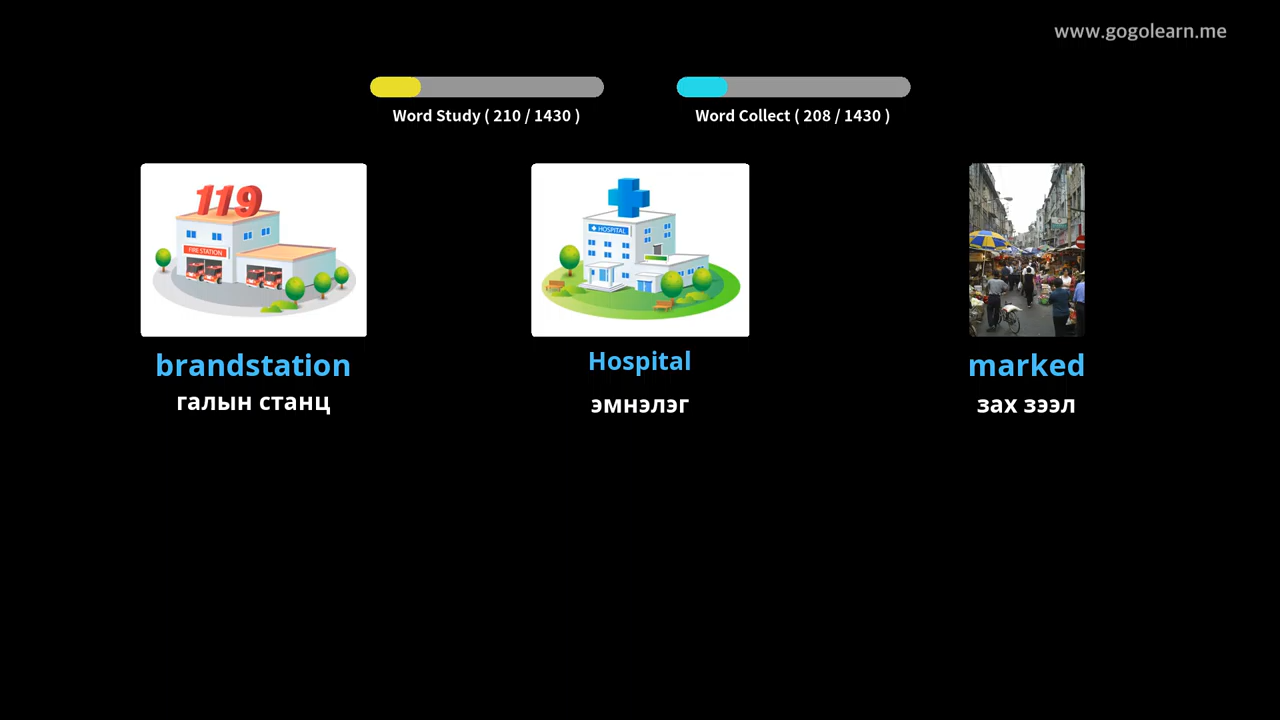 www.gogolearn.me
Word Study ( 210 / 1430 )
Word Collect ( 208 / 1430 )
119
FIRE STATION
HOSPITAL
brandstation
Hospital
marked
галын станц
эмнэлэг
зах зээл